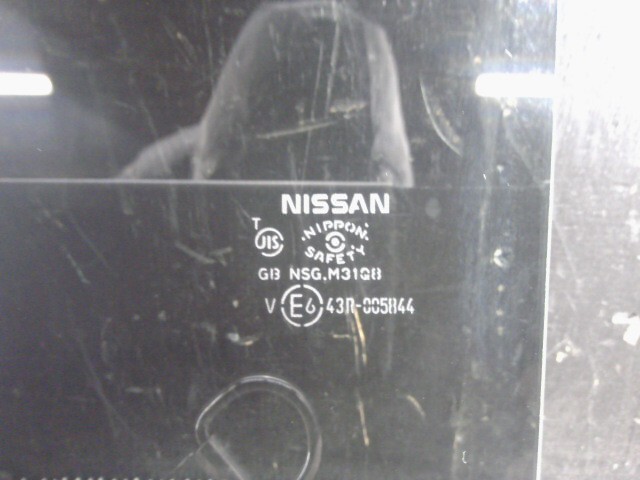 NISSAN
T
JIS
·NIPPON·
SAFETY
GB NSG.M31QB
V E6 43R-005844